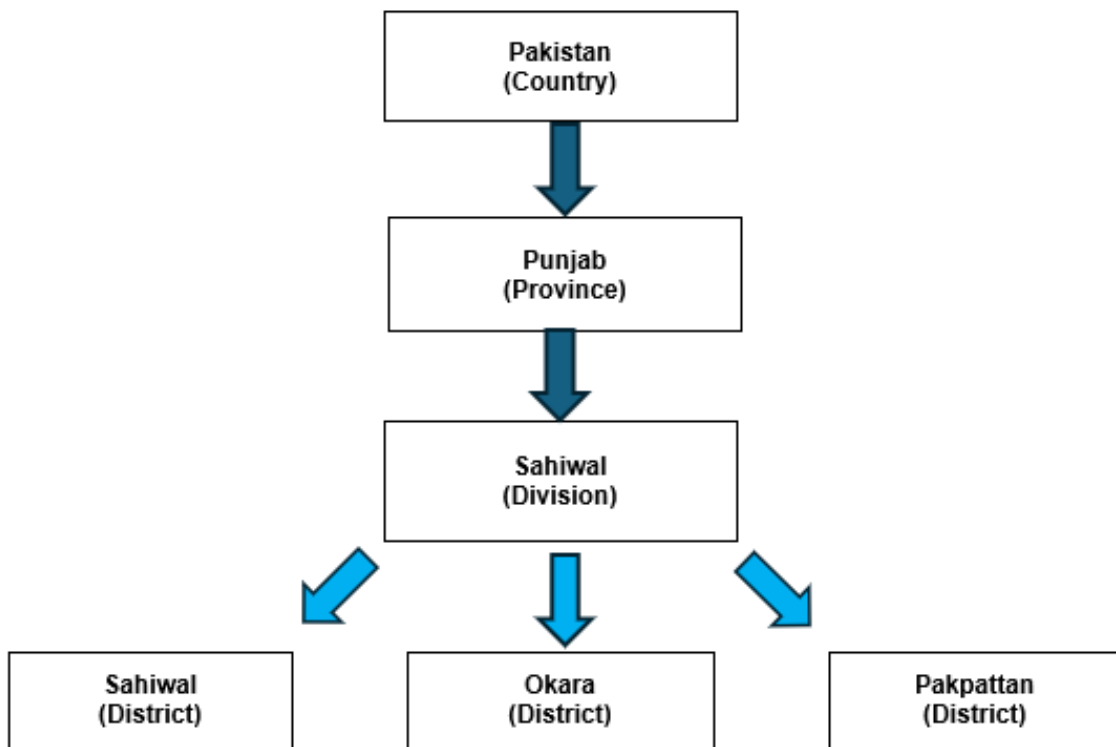 Pakistan
(Country)
Punjab
(Province)
Sahiwal
(Division)
Sahiwal
(District)
Okara
(District)
Pakpattan
(District)